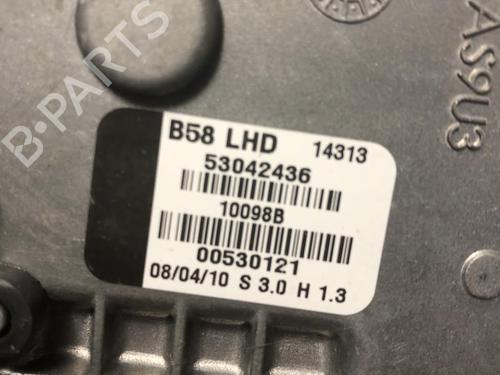 B-PARTS
AS9U3
B58 LHD 14313
53042436
10098B
00530121
08/04/10 S 3.0 H 1.3